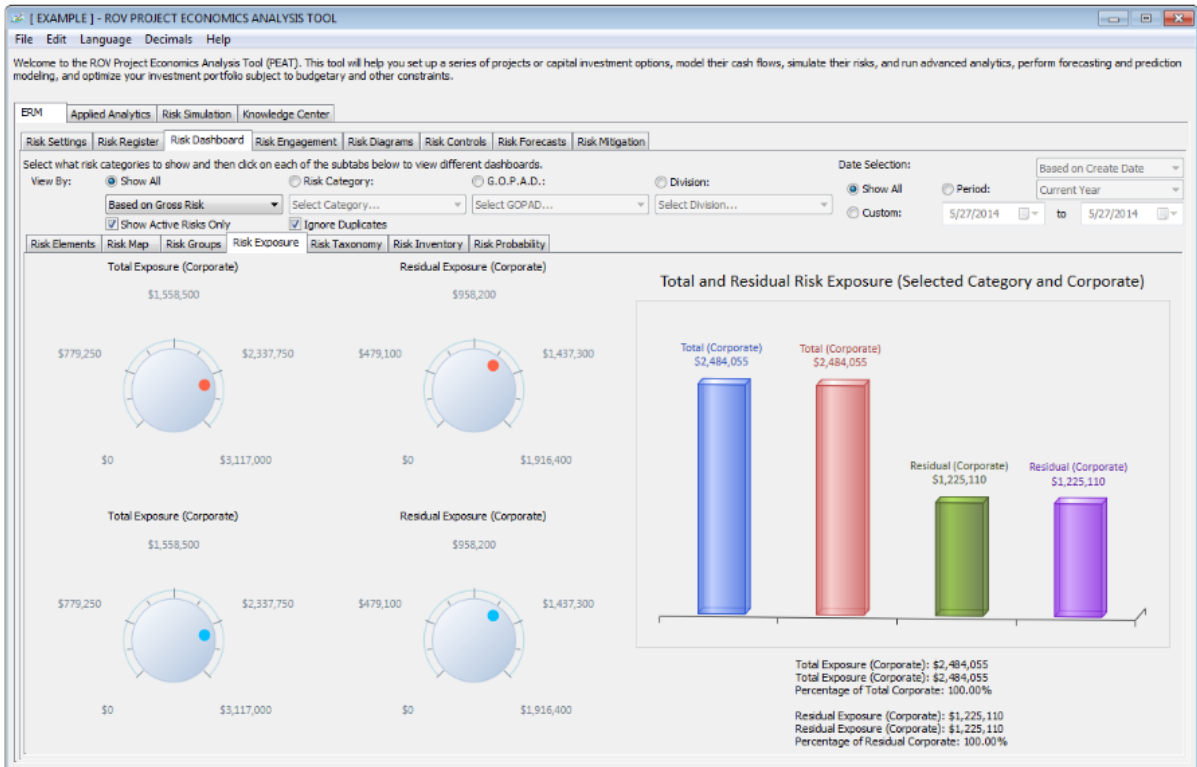 [ EXAMPLE ] - ROV PROJECT ECONOMICS ANALYSIS TOOL
File Edit Language Decimals Help
Welcome to the ROV Project Economics Analysis Tool (PEAT). This tool will help you set up a series of projects or capital investment options, model their cash flows, simulate their risks, and run advanced analytics, perform forecasting and prediction
modeling, and optimize your investment portfolio subject to budgetary and other constraints.
ERM Applied Analytics Risk Simulation Knowledge Center
Risk Settings Risk Register Risk Dashboard Risk Engagement Risk Diagrams Risk Controls Risk Forecasts Risk Mitigation
Select what risk categories to show and then click on each of the subtabs below to view different dashboards.
View By: Show All Risk Category: G.O.P.A.D.: Division:
Based on Gross Risk Select Category... Select GOPAD... Select Division...
Show Active Risks Only Ignore Duplicates
Date Selection: Based on Create Date
Show All Period: Current Year
Custom: 5/27/2014 to 5/27/2014
Risk Elements Risk Map Risk Groups Risk Exposure Risk Taxonomy Risk Inventory Risk Probability
Total Exposure (Corporate)
$1,558,500
$779,250 $2,337,750
$0 $3,117,000
Residual Exposure (Corporate)
$958,200
$479,100 $1,437,300
$0 $1,916,400
Total Exposure (Corporate)
$1,558,500
$779,250 $2,337,750
$0 $3,117,000
Residual Exposure (Corporate)
$958,200
$479,100 $1,437,300
$0 $1,916,400
Total and Residual Risk Exposure (Selected Category and Corporate)
Total (Corporate)
$2,484,055
Total (Corporate)
$2,484,055
Residual (Corporate)
$1,225,110
Residual (Corporate)
$1,225,110
Total Exposure (Corporate): $2,484,055
Total Exposure (Corporate): $2,484,055
Percentage of Total Corporate: 100.00%
Residual Exposure (Corporate): $1,225,110
Residual Exposure (Corporate): $1,225,110
Percentage of Residual Corporate: 100.00%